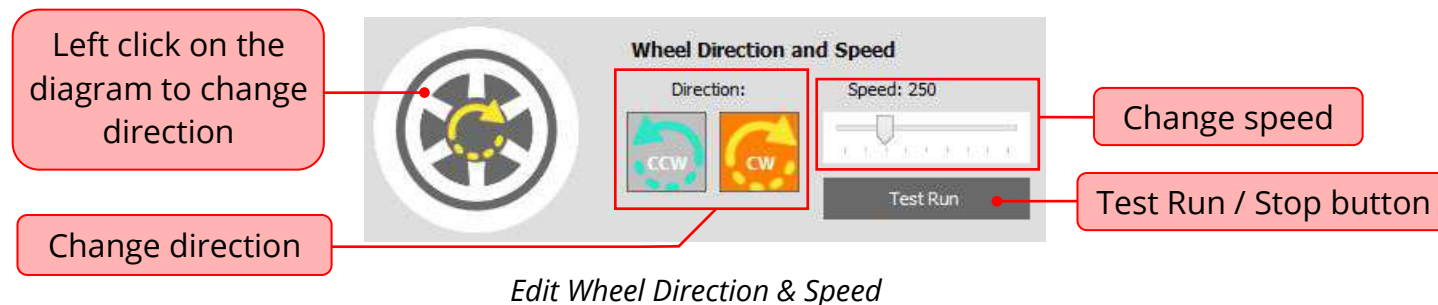 Left click on the
diagram to change
direction
Wheel Direction and Speed
Direction:
Speed: 250
CCW
CW
Change speed
Test Run
Test Run / Stop button
Change direction
Edit Wheel Direction & Speed